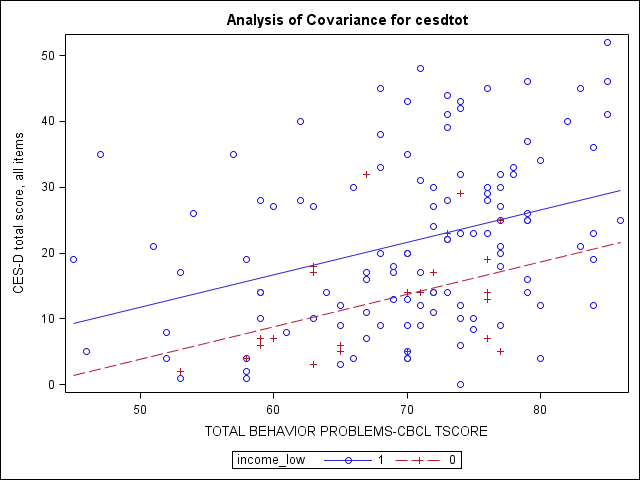 Analysis of Covariance for cesdtot
CES-D total score, all items
50
40
30
20
10
0
50
60
70
80
TOTAL BEHAVIOR PROBLEMS-CBCL TSCORE
income_low 1 0